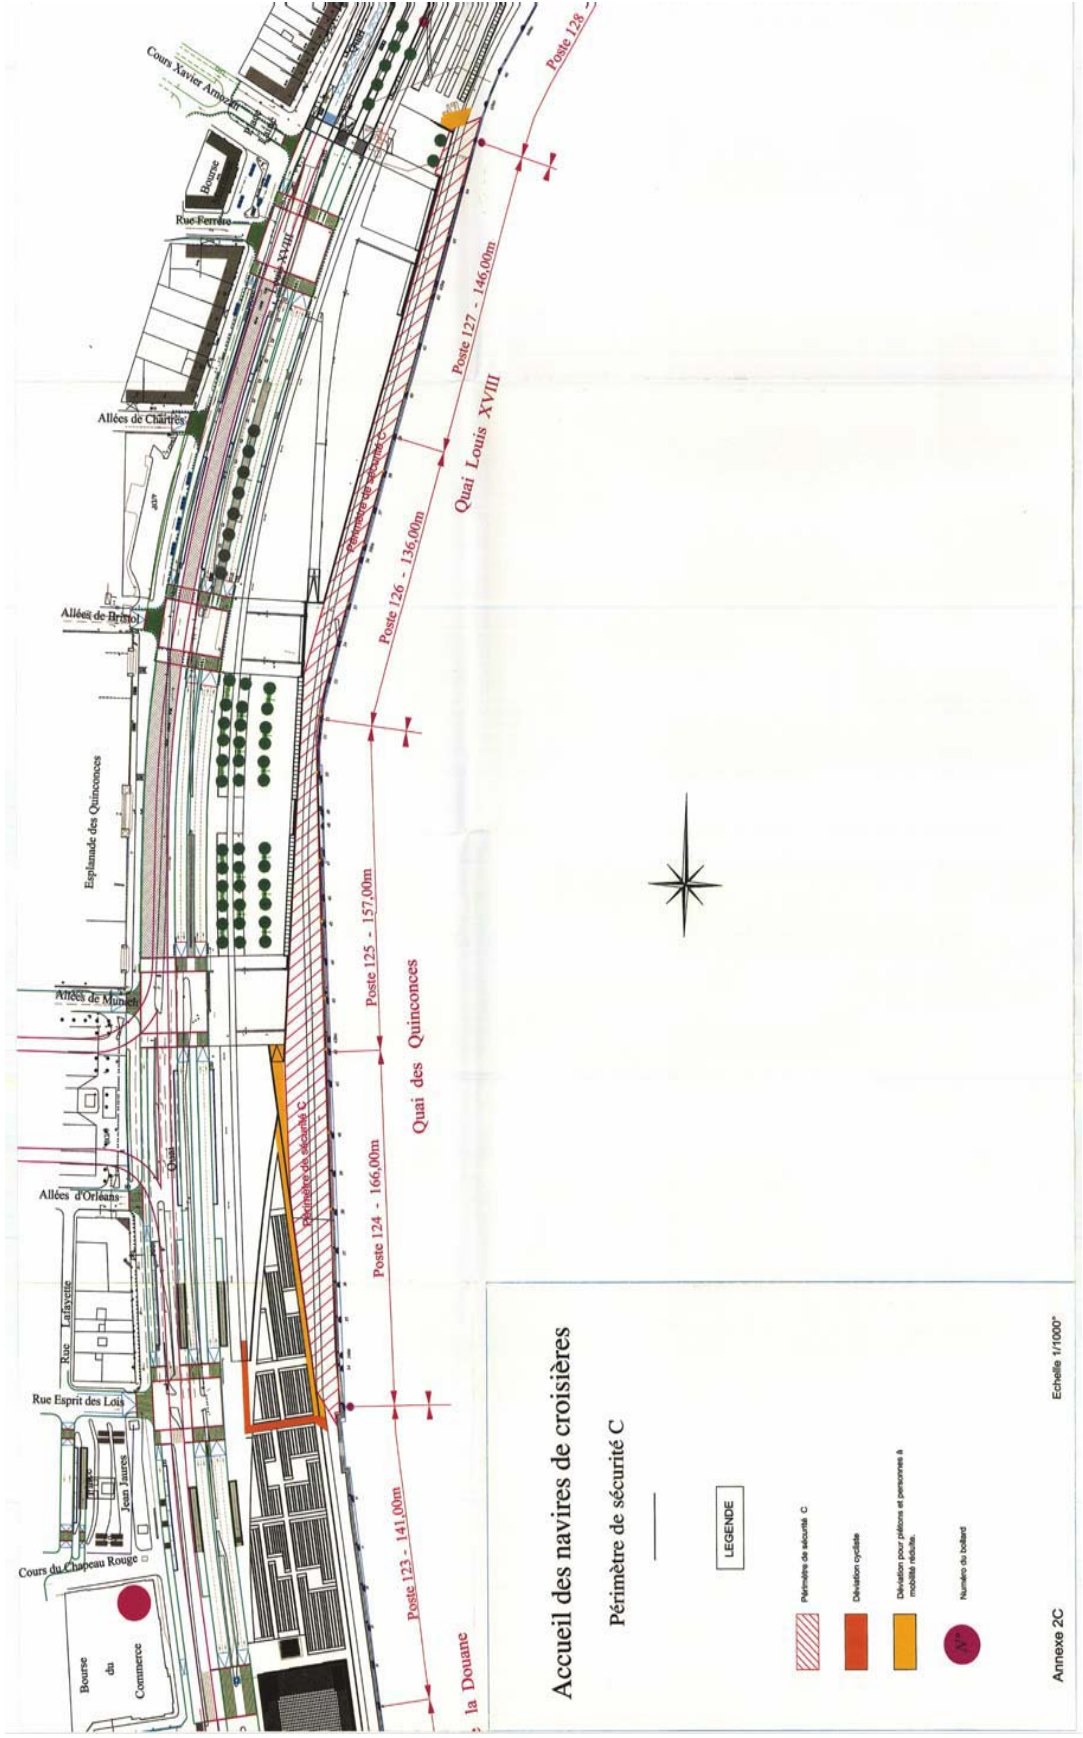 Accueil des navires de croisières
Périmètre de sécurité C
LEGENDE
Périmètre de sécurité C
Déviation cycliste
Déviation pour piétons et personnes à
mobilité réduite.
N°
Numéro du bollard
Annexe 2C
Echelle 1/1000°
Bourse
du
Commerce
Cours du Chapeau Rouge
Place
Jean Jaures
Rue Esprit des Lois
Rue Lafayette
Allées d'Orléans
Quai
Allées de Munich
Esplanade des Quinconces
Allées de Bristol
Allées de Chartres
Rue Ferrère
Bourse
Cours Xavier Arnozan
Louis XVIII
Périmètre de sécurité C
Périmètre de sécurité C
la Douane
Quai des Quinconces
Quai Louis XVIII
Poste 123 - 141,00m
Poste 124 - 166,00m
Poste 125 - 157,00m
Poste 126 - 136,00m
Poste 127 - 146,00m
Poste 128 -